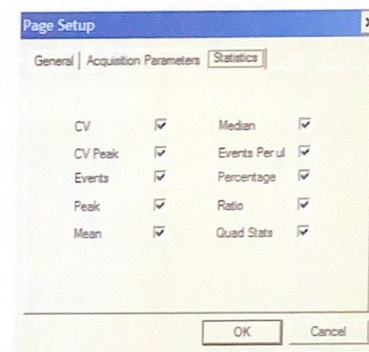 Page Setup
General Acquisition Parameters Statistics
CV Median
CV Peak Events Per ul
Events Percentage
Peak Ratio
Mean Quad Stats
OK Cancel